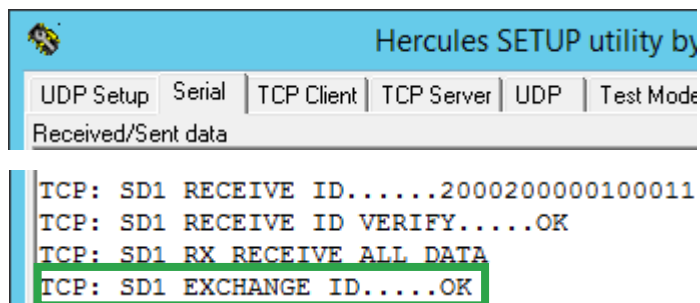 Hercules SETUP utility by
UDP Setup Serial TCP Client TCP Server UDP Test Mode
Received/Sent data
TCP: SD1 RECEIVE ID......2000200000100011
TCP: SD1 RECEIVE ID VERIFY.....OK
TCP: SD1 RX RECEIVE ALL DATA
TCP: SD1 EXCHANGE ID.....OK